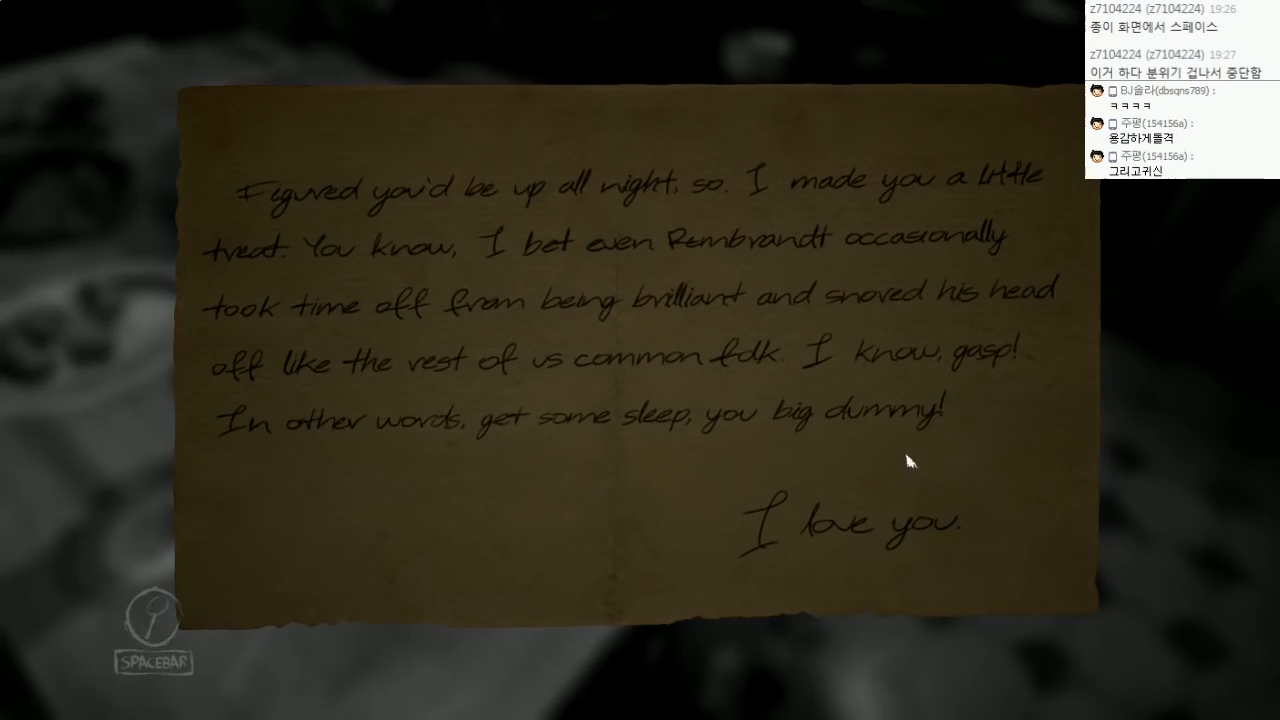 Figured you'd be up all night, so. I made you a little
treat. You know, I bet even Rembrandt occasionally
took time off from being brilliant and snored his head
off like the rest of us common folk. I know, gasp!
In other words, get some sleep, you big dummy!
I love you.
SPACEBAR
z7104224 (z7104224) 19:26
종이 화면에서 스페이스
z7104224 (z7104224) 19:27
이거 하다 분위기 겁나서 중단함
BJ슬라(dbsqns789) :
ㅋㅋㅋㅋ
주평(154156a) :
용감하게돌격
주평(154156a) :
그리고귀신